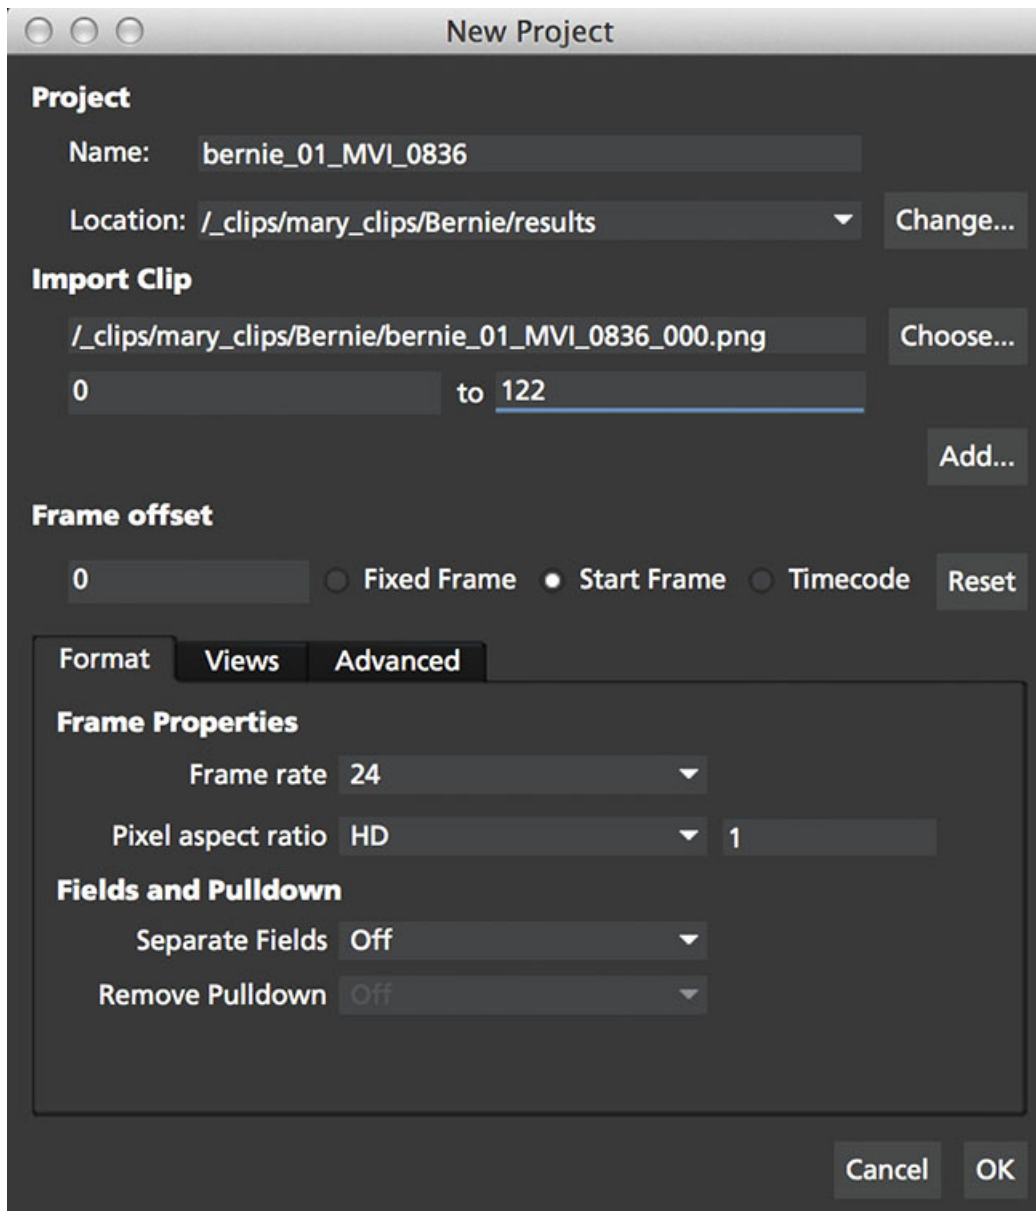 New Project
Project
Name: bernie_01_MVI_0836
Location: /_clips/mary_clips/Bernie/results Change...
Import Clip
/_clips/mary_clips/Bernie/bernie_01_MVI_0836_000.png Choose...
0 to 122
Add...
Frame offset
0 Fixed Frame Start Frame Timecode Reset
Format Views Advanced
Frame Properties
Frame rate 24
Pixel aspect ratio HD 1
Fields and Pulldown
Separate Fields Off
Remove Pulldown Off
Cancel OK